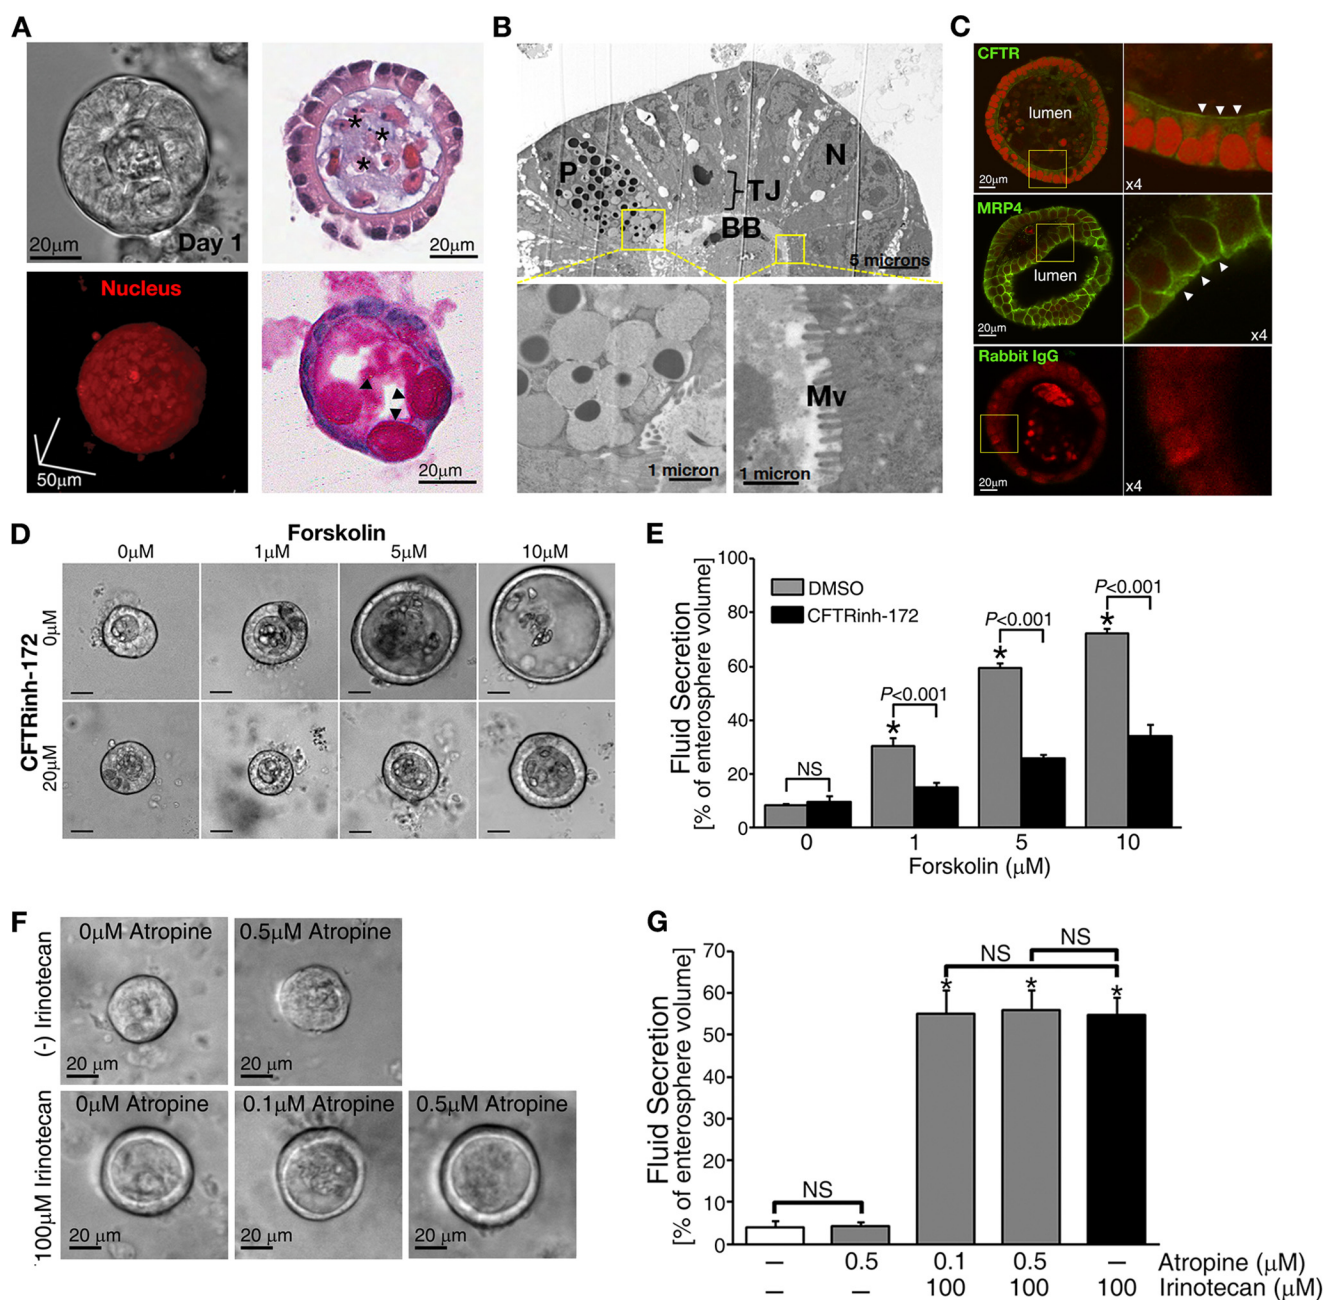 A
Day 1
20μm
* * *
20μm
Nucleus
50μm
20μm
B
P
N
TJ
BB
5 microns
1 micron
Mv
1 micron
C
CFTR
lumen
20μm
x4
MRP4
lumen
20μm
x4
Rabbit IgG
20μm
x4
D
Forskolin
0μM 1μM 5μM 10μM
CFTRinh-172
0μM
20μM
E
Fluid Secretion
[% of enterosphere volume]
100
80
60
40
20
0
DMSO
CFTRinh-172
NS
P<0.001
P<0.001
P<0.001
* * *
0 1 5 10
Forskolin (μM)
F
(-) Irinotecan
0μM Atropine
20 μm
0.5μM Atropine
20 μm
100μM Irinotecan
0μM Atropine
20 μm
0.1μM Atropine
20 μm
0.5μM Atropine
20 μm
G
Fluid Secretion
[% of enterosphere volume]
70
60
50
40
30
20
10
0
NS
NS
NS
* * *
— 0.5 0.1 0.5 — Atropine (μM)
— — 100 100 100 Irinotecan (μM)